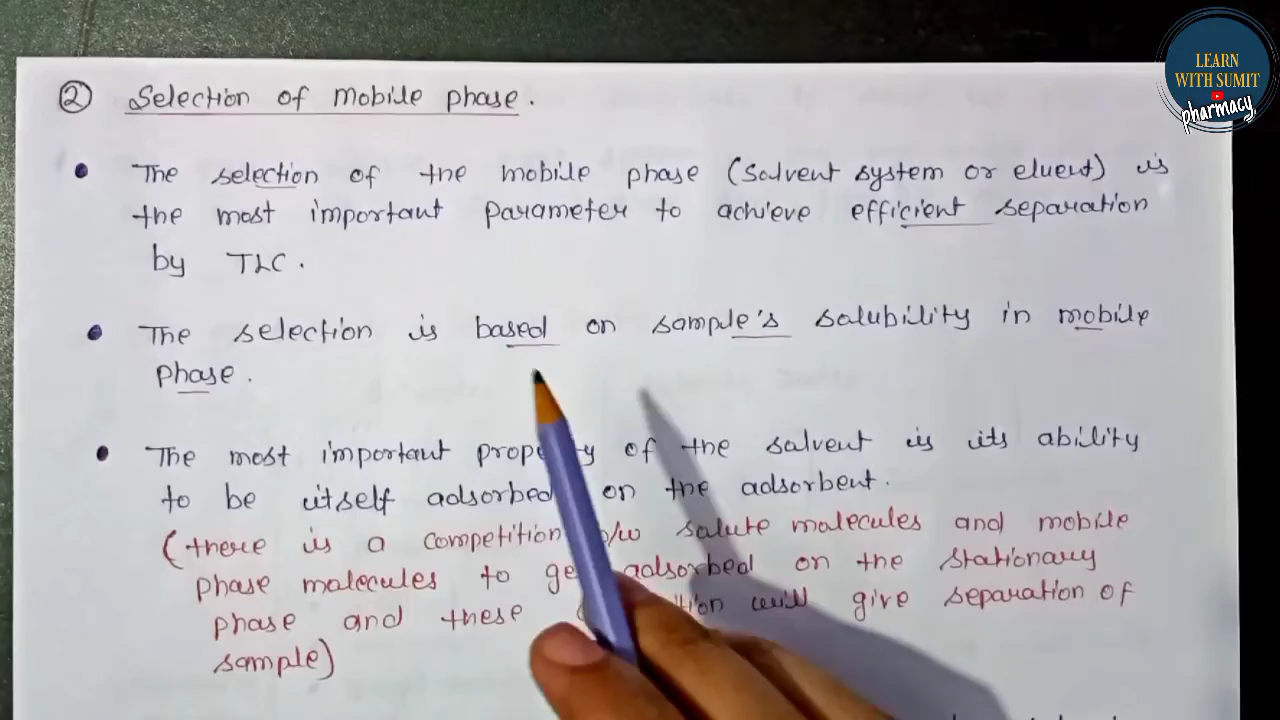 ② Selection of mobile phase.
• The selection of the mobile phase (solvent system or eluent) is
the most important parameter to achieve efficient separation
by TLC.
• The selection is based on sample's solubility in mobile
phase.
• The most important property of the solvent is its ability
to be itself adsorbed on the adsorbent.
(there is a competition b/w solute molecules and mobile
phase molecules to get adsorbed on the stationary
phase and these will give separation of
sample)
LEARN
WITH SUMIT
pharmacy